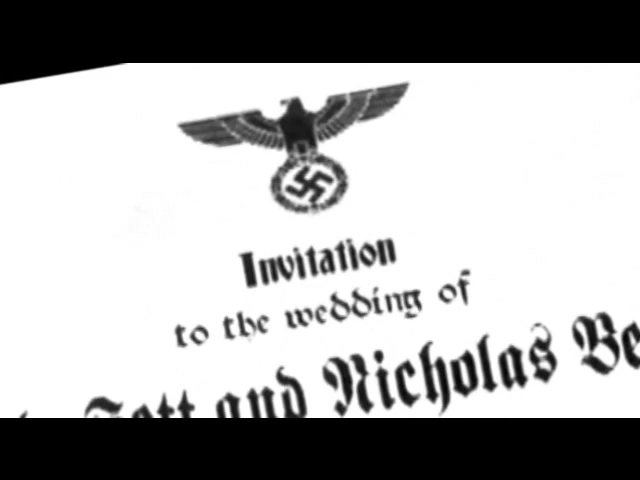 Invitation
to the wedding of
and Nicholas